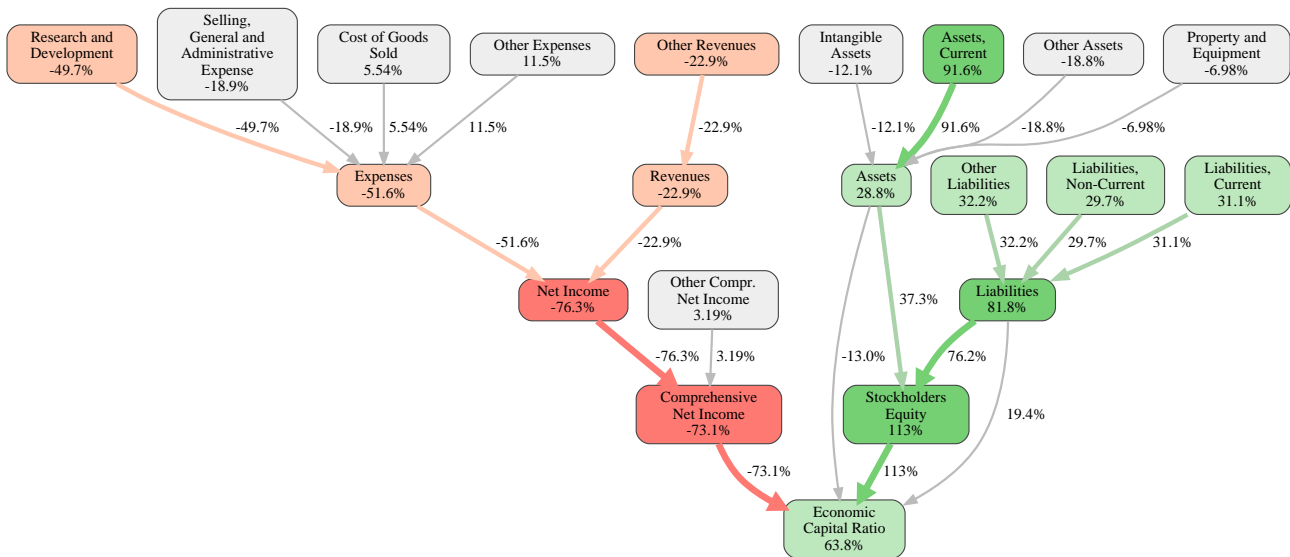 Research and
Development
-49.7%
Selling,
General and
Administrative
Expense
-18.9%
Cost of Goods
Sold
5.54%
Other Expenses
11.5%
Other Revenues
-22.9%
Intangible
Assets
-12.1%
Assets,
Current
91.6%
Other Assets
-18.8%
Property and
Equipment
-6.98%
-49.7%
-18.9%
5.54%
11.5%
-22.9%
-12.1%
91.6%
-18.8%
-6.98%
Expenses
-51.6%
Revenues
-22.9%
Assets
28.8%
Other
Liabilities
32.2%
Liabilities,
Non-Current
29.7%
Liabilities,
Current
31.1%
-51.6%
-22.9%
32.2%
29.7%
31.1%
Net Income
-76.3%
Other Compr.
Net Income
3.19%
37.3%
Liabilities
81.8%
-76.3%
3.19%
-13.0%
76.2%
Comprehensive
Net Income
-73.1%
Stockholders
Equity
113%
19.4%
-73.1%
113%
Economic
Capital Ratio
63.8%